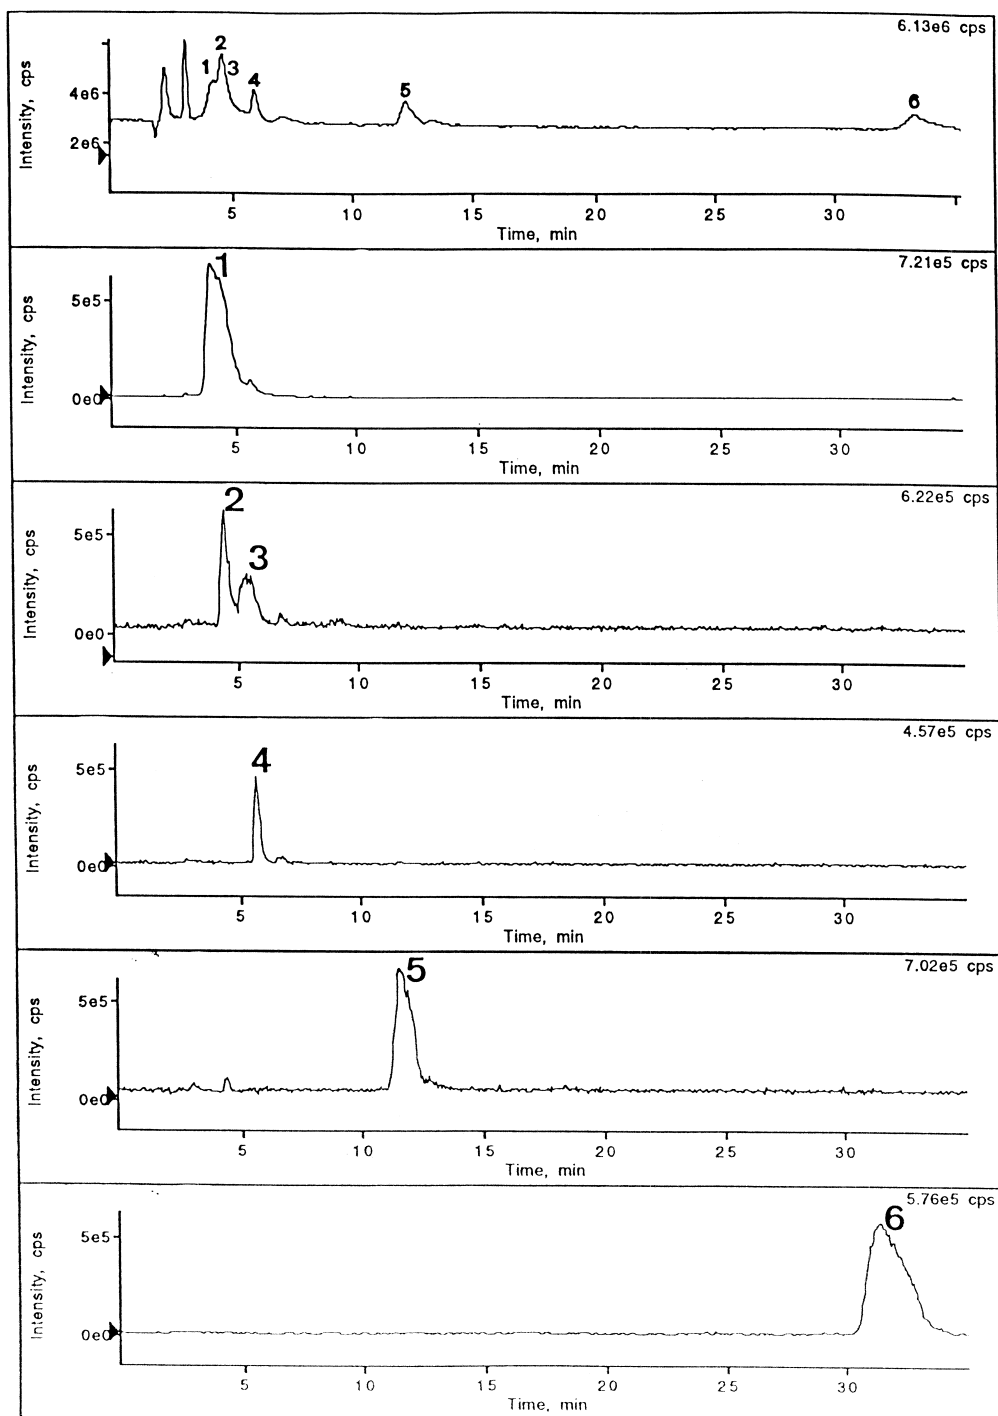 6.13e6 cps
2
1 3 4 5 6
Intensity, cps
4e6
2e6
5 10 15 20 25 30
Time, min
7.21e5 cps
1
Intensity, cps
5e5
0e0
5 10 15 20 25 30
Time, min
6.22e5 cps
2
3
Intensity, cps
5e5
0e0
5 10 15 20 25 30
Time, min
4.57e5 cps
4
Intensity, cps
5e5
0e0
5 10 15 20 25 30
Time, min
7.02e5 cps
5
Intensity, cps
5e5
0e0
5 10 15 20 25 30
Time, min
5.76e5 cps
6
Intensity, cps
5e5
0e0
5 10 15 20 25 30
Time, min